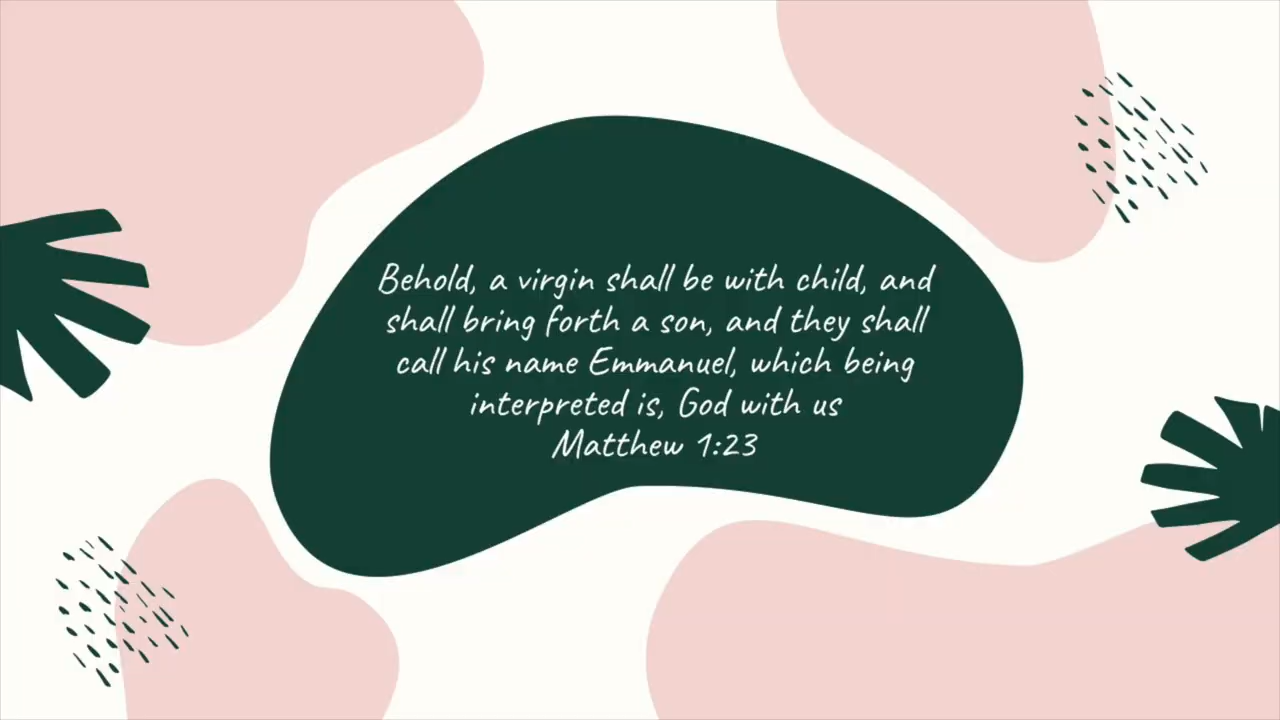 Behold, a virgin shall be with child, and
shall bring forth a son, and they shall
call his name Emmanuel, which being
interpreted is, God with us
Matthew 1:23